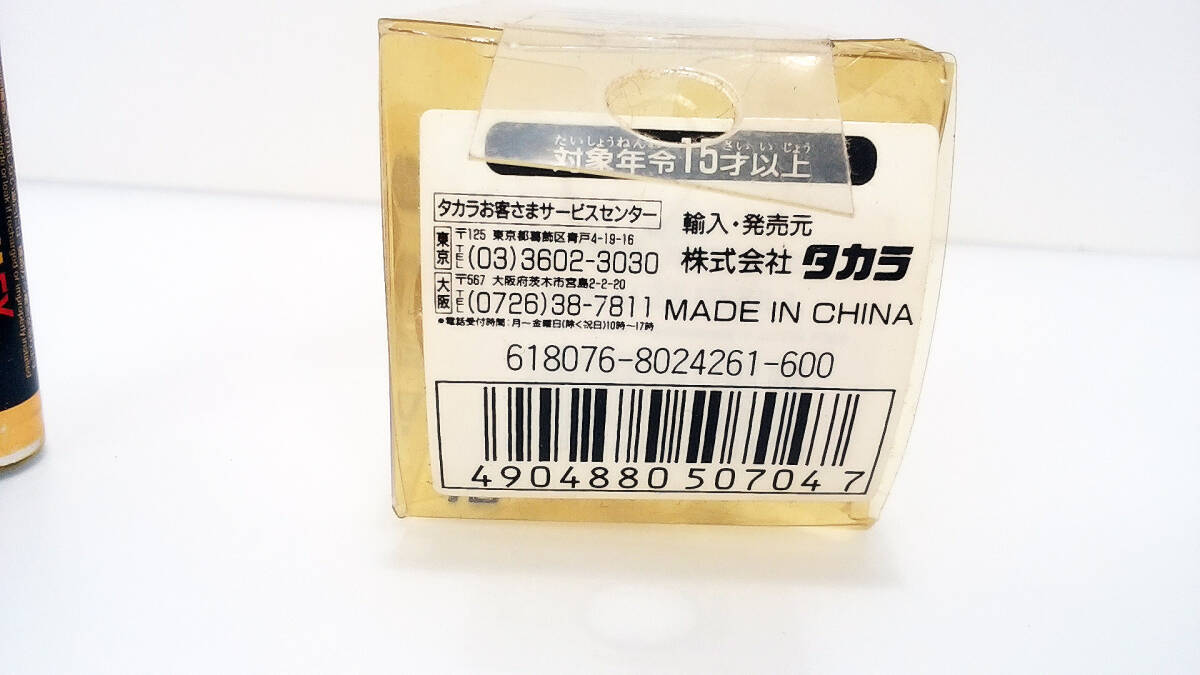 たいしょうねん さいいじょう
対象年令15才以上
タカラお客さまサービスセンター
東京 〒125 東京都葛飾区青戸4-19-16
TEL (03)3602-3030
大阪 〒567 大阪府茨木市宮島2-2-20
TEL (0726)38-7811
●電話受付時間:月〜金曜日(除く祝日)10時〜17時
輸入・発売元
株式会社 タカラ
MADE IN CHINA
618076-8024261-600
4904880507047